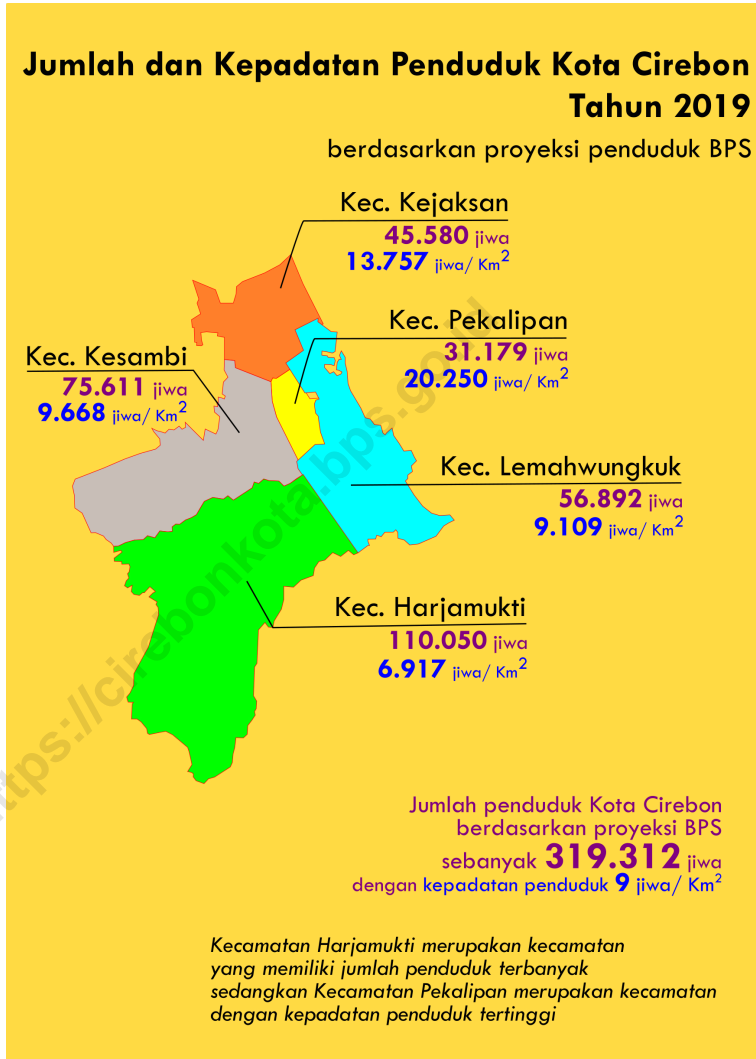 Jumlah dan Kepadatan Penduduk Kota Cirebon
Tahun 2019
berdasarkan proyeksi penduduk BPS
Kec. Kejaksan
45.580 jiwa
13.757 jiwa/ Km²
Kec. Pekalipan
31.179 jiwa
20.250 jiwa/ Km²
Kec. Kesambi
75.611 jiwa
9.668 jiwa/ Km²
Kec. Lemahwungkuk
56.892 jiwa
9.109 jiwa/ Km²
Kec. Harjamukti
110.050 jiwa
6.917 jiwa/ Km²
https://cirebonkota.bps.go.id
Jumlah penduduk Kota Cirebon
berdasarkan proyeksi BPS
sebanyak 319.312 jiwa
dengan kepadatan penduduk 9 jiwa/ Km²
Kecamatan Harjamukti merupakan kecamatan
yang memiliki jumlah penduduk terbanyak
sedangkan Kecamatan Pekalipan merupakan kecamatan
dengan kepadatan penduduk tertinggi